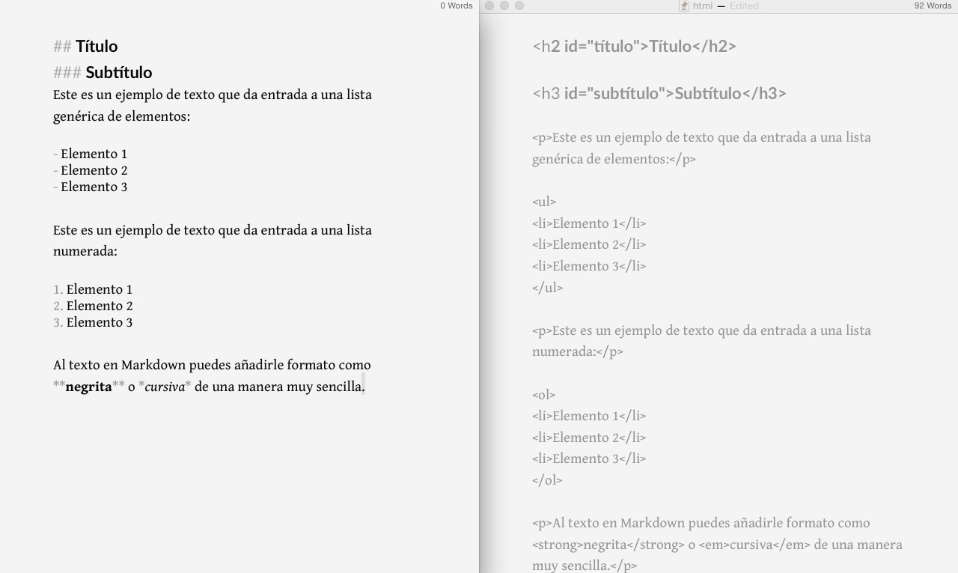 0 Words
## Título
### Subtítulo
Este es un ejemplo de texto que da entrada a una lista
genérica de elementos:
- Elemento 1
- Elemento 2
- Elemento 3
Este es un ejemplo de texto que da entrada a una lista
numerada:
1. Elemento 1
2. Elemento 2
3. Elemento 3
Al texto en Markdown puedes añadirle formato como
**negrita** o *cursiva* de una manera muy sencilla.
html — Edited
92 Words
<h2 id="título">Título</h2>
<h3 id="subtítulo">Subtítulo</h3>
<p>Este es un ejemplo de texto que da entrada a una lista
genérica de elementos:</p>
<ul>
<li>Elemento 1</li>
<li>Elemento 2</li>
<li>Elemento 3</li>
</ul>
<p>Este es un ejemplo de texto que da entrada a una lista
numerada:</p>
<ol>
<li>Elemento 1</li>
<li>Elemento 2</li>
<li>Elemento 3</li>
</ol>
<p>Al texto en Markdown puedes añadirle formato como
<strong>negrita</strong> o <em>cursiva</em> de una manera
muy sencilla.</p>